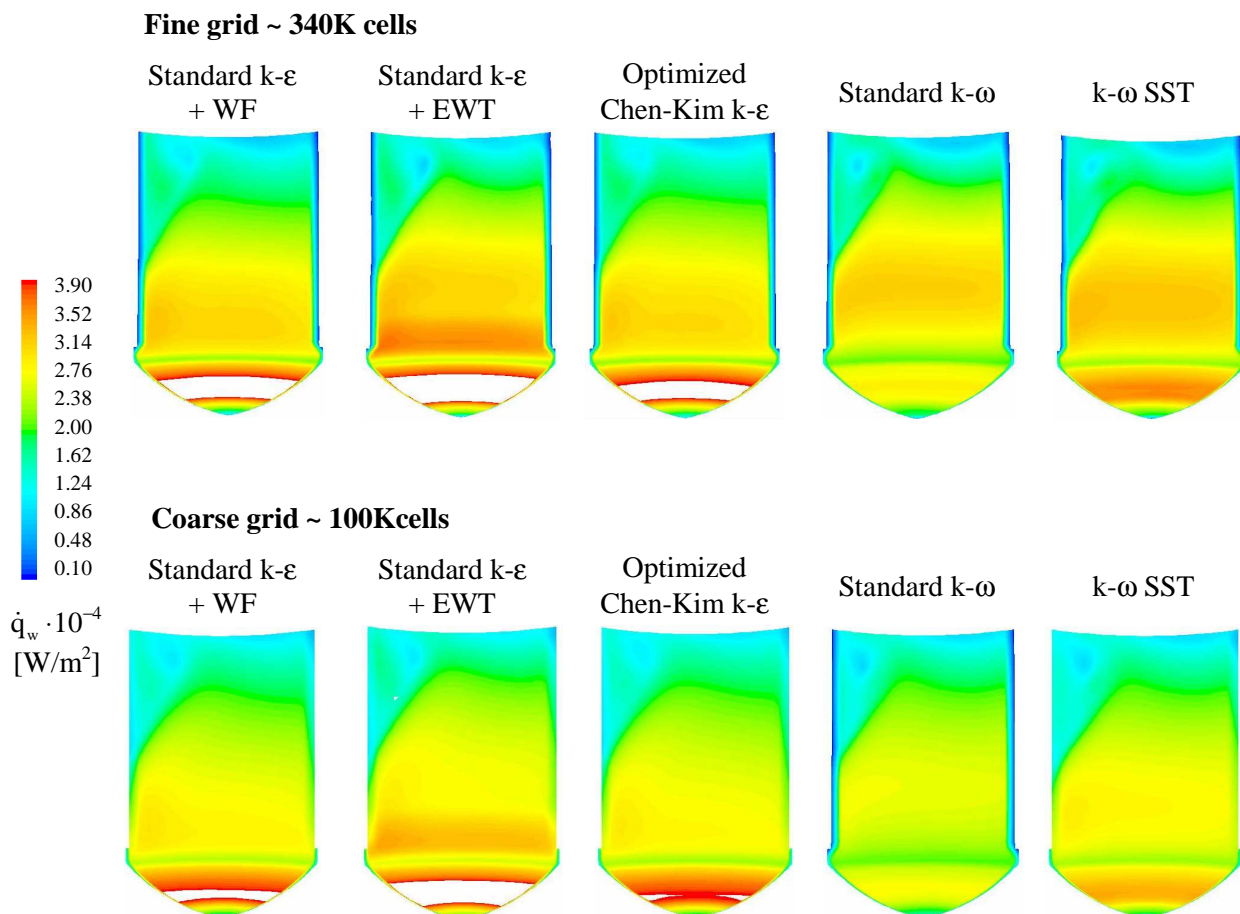 Fine grid ~ 340K cells
Standard k-ε
+ WF
Standard k-ε
+ EWT
Optimized
Chen-Kim k-ε
Standard k-ω
k-ω SST
3.90
3.52
3.14
2.76
2.38
2.00
1.62
1.24
0.86
0.48
0.10
q̇w ·10⁻⁴
[W/m²]
Coarse grid ~ 100Kcells
Standard k-ε
+ WF
Standard k-ε
+ EWT
Optimized
Chen-Kim k-ε
Standard k-ω
k-ω SST